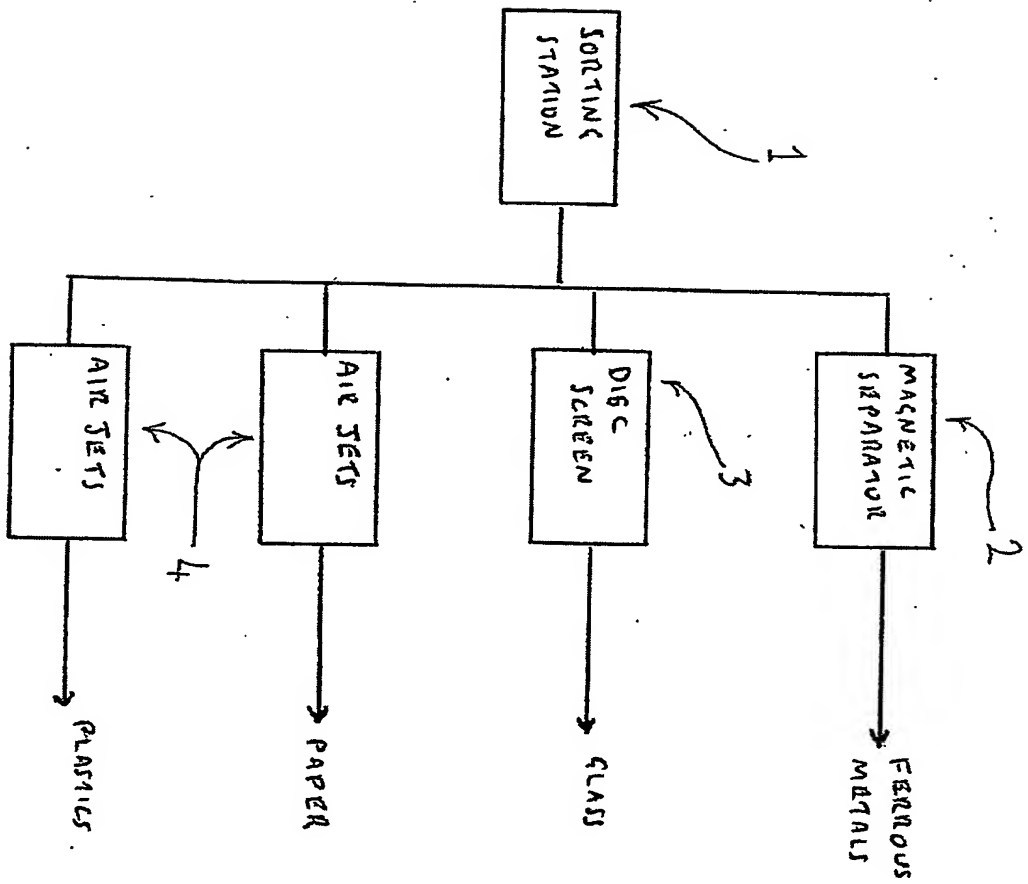 SORTING
STATION
1
MAGNETIC
SEPARATOR
2
FERROUS
METALS
DISC
SCREEN
3
GLASS
AIR JETS
PAPER
4
AIR JETS
PLASTICS